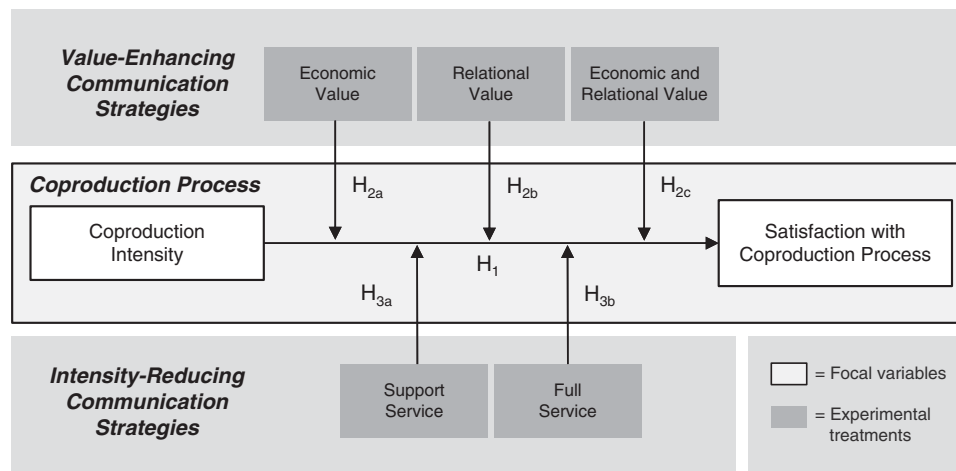 Value-Enhancing
Communication
Strategies
Economic
Value
Relational
Value
Economic and
Relational Value
Coproduction Process
H2a
H2b
H2c
Coproduction
Intensity
Satisfaction with
Coproduction Process
H1
H3a
H3b
Intensity-Reducing
Communication
Strategies
Support
Service
Full
Service
= Focal variables
= Experimental
treatments